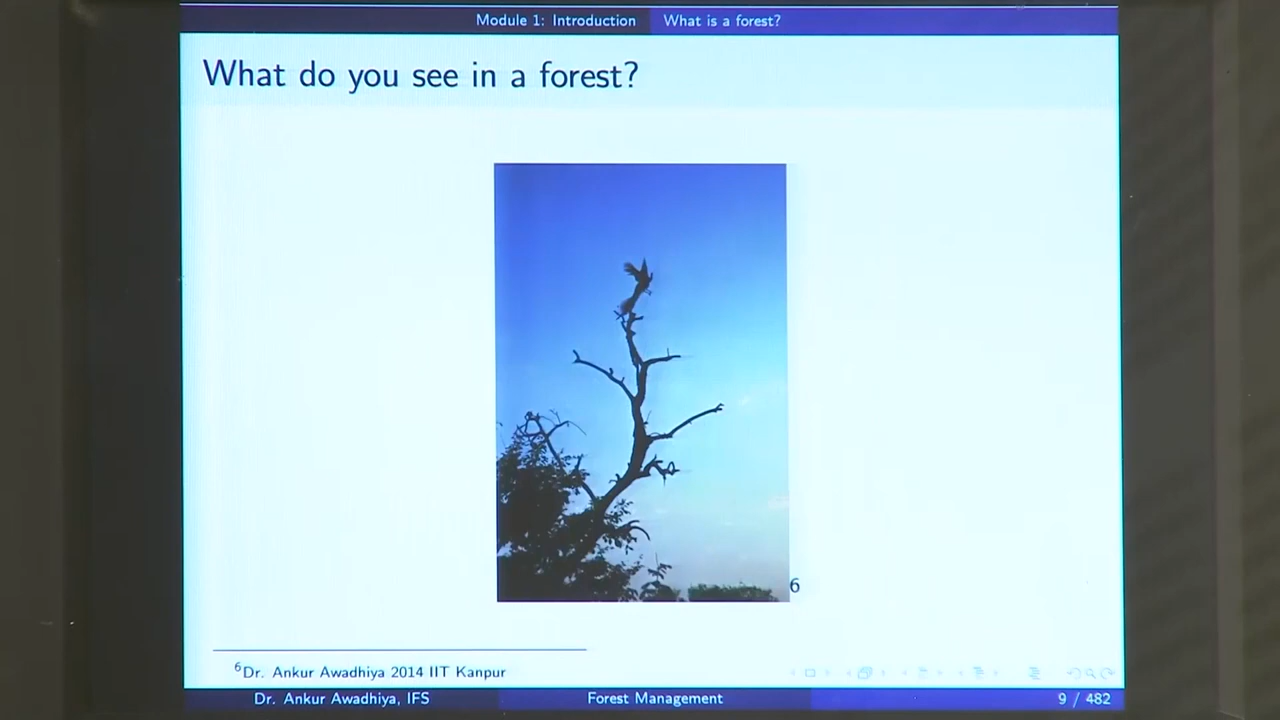 Module 1: Introduction What is a forest?
What do you see in a forest?
6
6Dr. Ankur Awadhiya 2014 IIT Kanpur
Dr. Ankur Awadhiya, IFS Forest Management 9 / 482